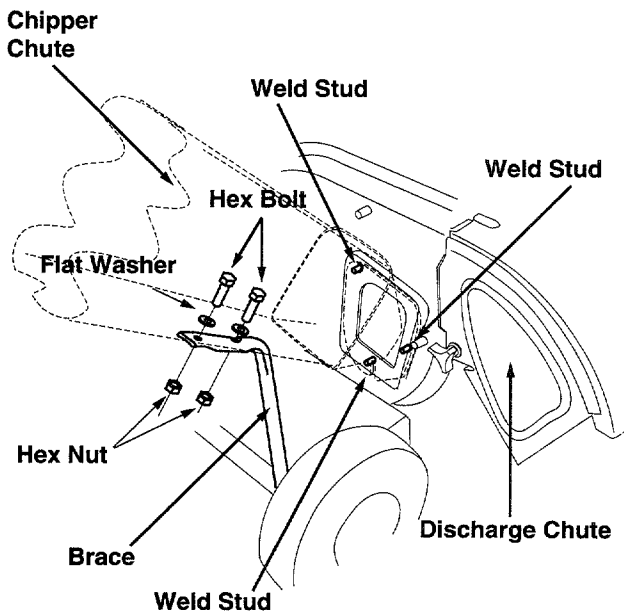 Chipper
Chute
Weld Stud
Weld Stud
Hex Bolt
Flat Washer
Hex Nut
Discharge Chute
Brace
Weld Stud